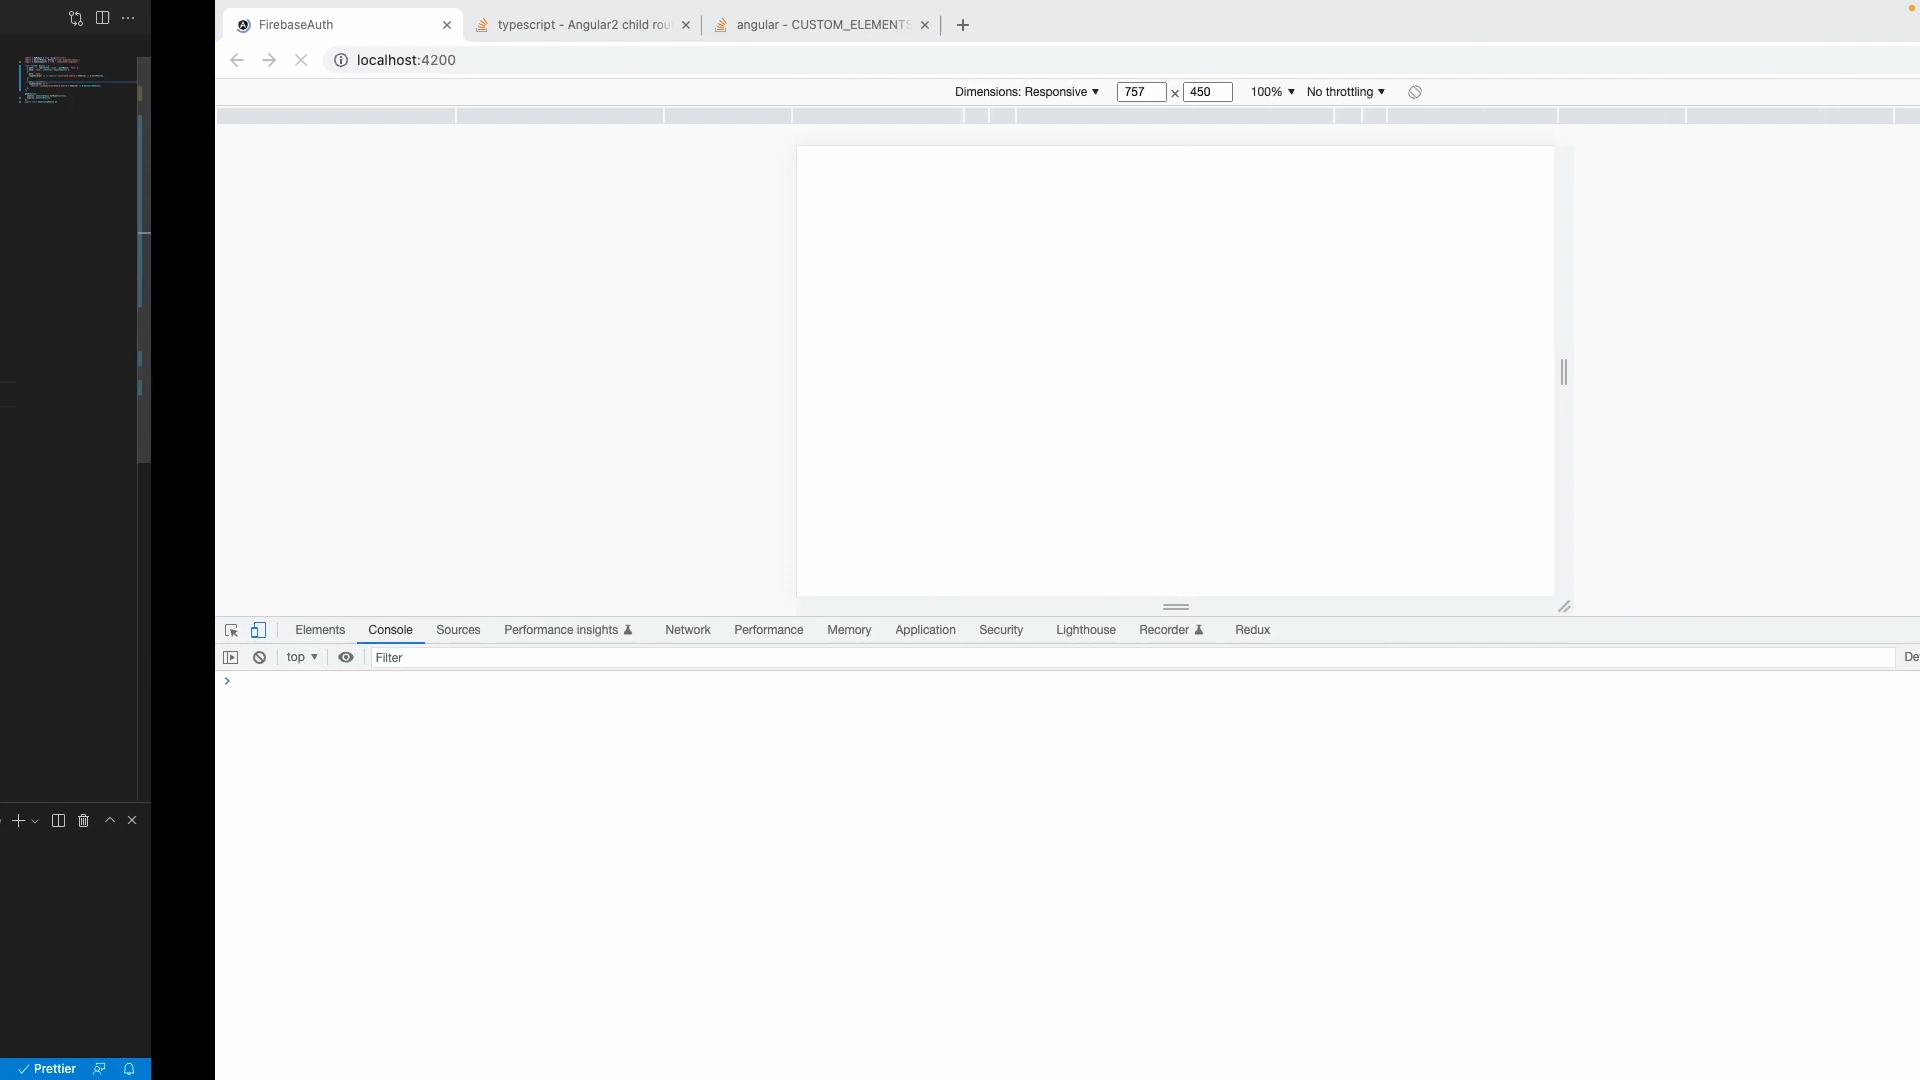 FirebaseAuth
typescript - Angular2 child rou
angular - CUSTOM_ELEMENTS
localhost:4200
Dimensions: Responsive 757 × 450 100% No throttling
Elements Console Sources Performance insights Network Performance Memory Application Security Lighthouse Recorder Redux
top Filter De
Prettier